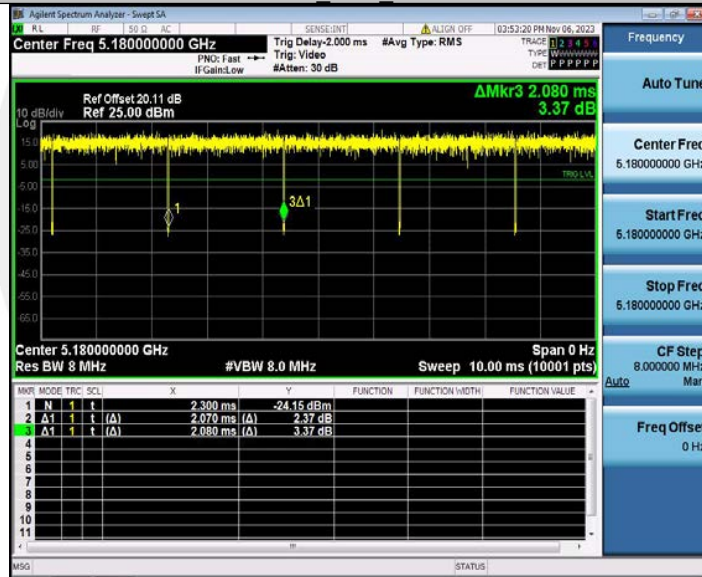 Agilent Spectrum Analyzer - Swept SA
RL RF 50 Ω AC SENSE:INT ALIGN OFF 03:53:20 PM Nov 06, 2023
Center Freq 5.180000000 GHz
PNO: Fast
IFGain:Low
Trig Delay-2.000 ms
Trig: Video
#Atten: 30 dB
#Avg Type: RMS
TRACE 1 2 3 4 5 6
TYPE W
DET P P P P P P
Ref Offset 20.11 dB
Ref 25.00 dBm
10 dB/div
Log
ΔMkr3 2.080 ms
3.37 dB
15.0
5.00
TRIG LVL
-5.00
-15.0
1
3Δ1
-25.0
-35.0
-45.0
-55.0
-65.0
Center 5.180000000 GHz Span 0 Hz
Res BW 8 MHz #VBW 8.0 MHz Sweep 10.00 ms (10001 pts)
MKR MODE TRC SCL X Y FUNCTION FUNCTION WIDTH FUNCTION VALUE
1 N 1 t 2.300 ms -24.15 dBm
2 Δ1 1 t (Δ) 2.070 ms (Δ) 2.37 dB
3 Δ1 1 t (Δ) 2.080 ms (Δ) 3.37 dB
4
5
6
7
8
9
10
11
MSG STATUS
Frequency
Auto Tune
Center Freq
5.180000000 GHz
Start Freq
5.180000000 GHz
Stop Freq
5.180000000 GHz
CF Step
8.000000 MHz
Auto Man
Freq Offset
0 Hz